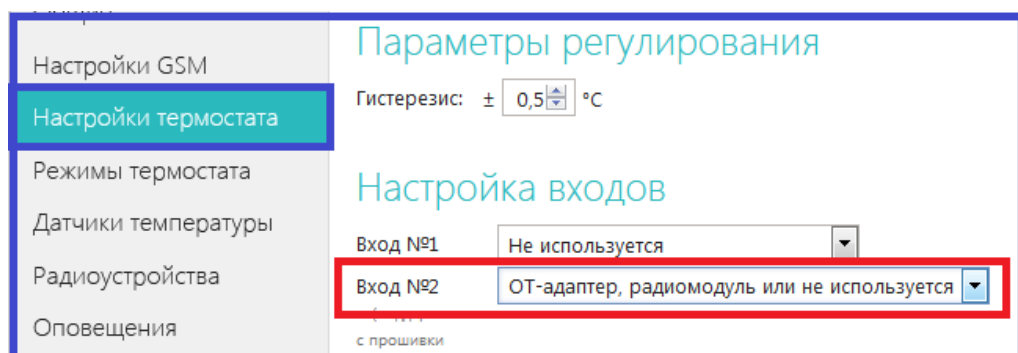 Настройки GSM
Настройки термостата
Режимы термостата
Датчики температуры
Радиоустройства
Оповещения
Параметры регулирования
Гистерезис: ± 0,5 °C
Настройка входов
Вход №1 Не используется
Вход №2 ОТ-адаптер, радиомодуль или не используется
с прошивки